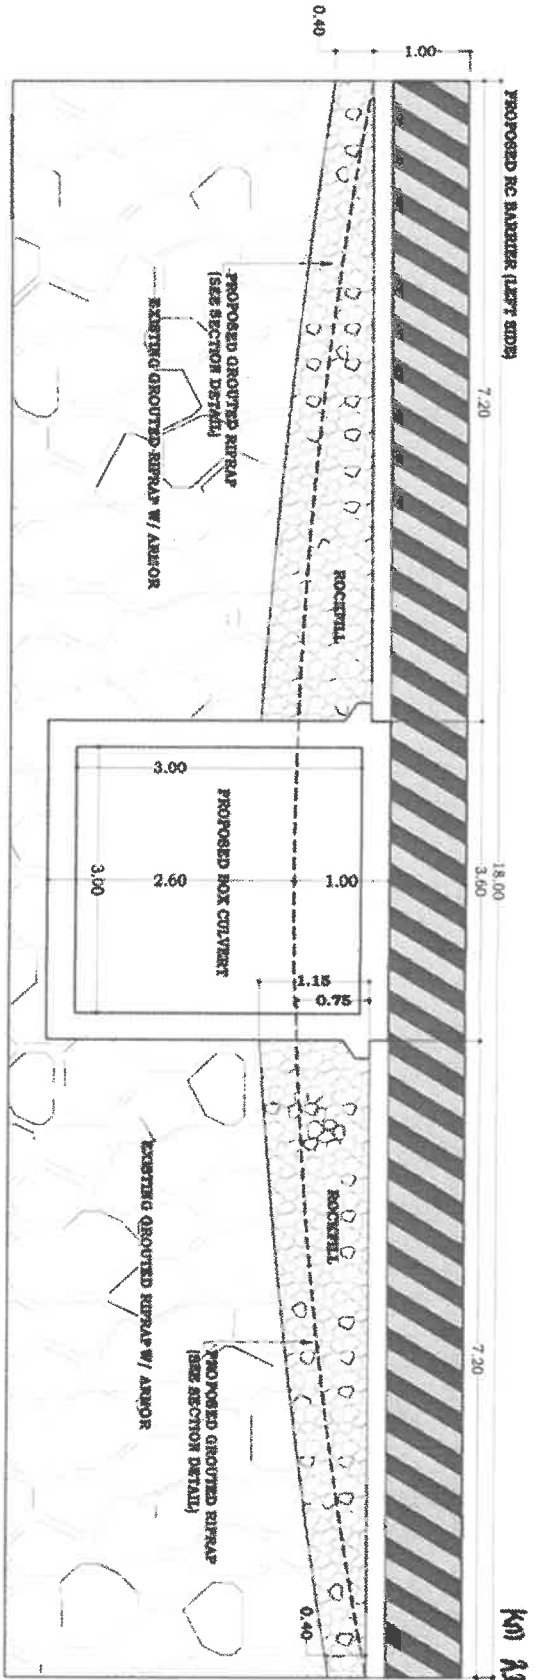 PROPOSED RC BARRIER (LEFT SIDE)
18.00
7.20
3.60
7.20
1.00
0.40
PROPOSED GROUTED RIPRAP
(SEE SECTION DETAIL)
EXISTING GROUTED RIPRAP W/ ARMOR
ROCKFILL
3.00
PROPOSED BOX CULVERT
1.00
2.60
3.00
1.15
0.75
ROCKFILL
EXISTING GROUTED RIPRAP W/ ARMOR
PROPOSED GROUTED RIPRAP
(SEE SECTION DETAIL)
0.40